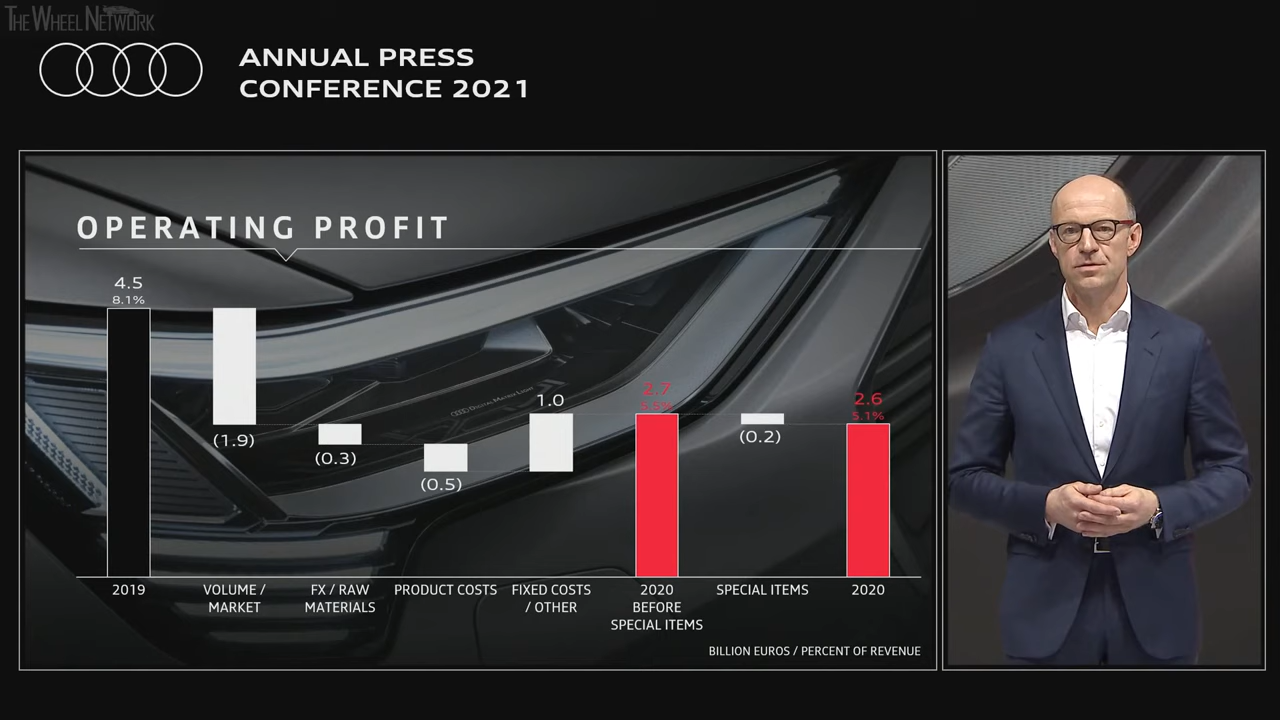 THE WHEEL NETWORK
ANNUAL PRESS
CONFERENCE 2021
OPERATING PROFIT
4.5
8.1%
(1.9)
(0.3)
(0.5)
1.0
2.7
5.5%
(0.2)
2.6
5.1%
2019
VOLUME /
MARKET
FX / RAW
MATERIALS
PRODUCT COSTS
FIXED COSTS
/ OTHER
2020
BEFORE
SPECIAL ITEMS
SPECIAL ITEMS
2020
BILLION EUROS / PERCENT OF REVENUE